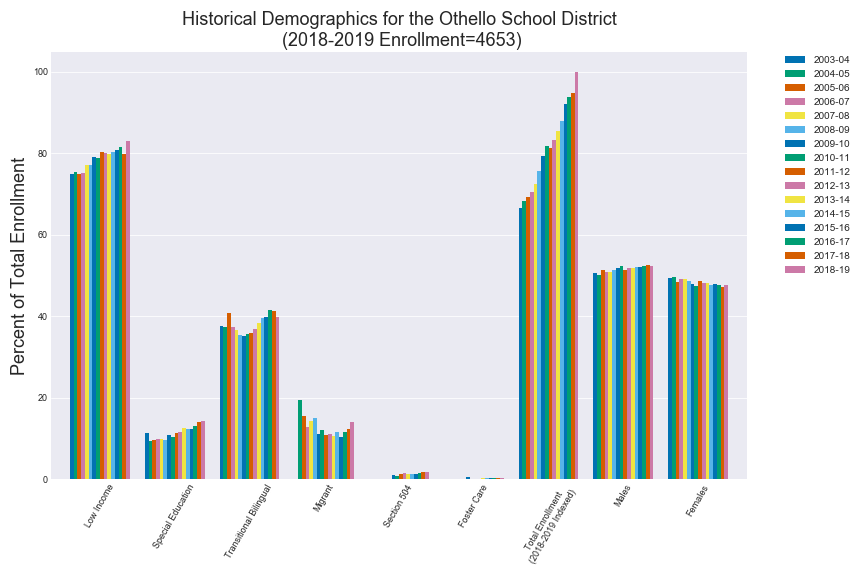 Historical Demographics for the Othello School District
(2018-2019 Enrollment=4653)
Percent of Total Enrollment
100
80
60
40
20
0
Low Income
Special Education
Transitional Bilingual
Migrant
Section 504
Foster Care
Total Enrollment
(2018-2019 Indexed)
Males
Females
2003-04
2004-05
2005-06
2006-07
2007-08
2008-09
2009-10
2010-11
2011-12
2012-13
2013-14
2014-15
2015-16
2016-17
2017-18
2018-19